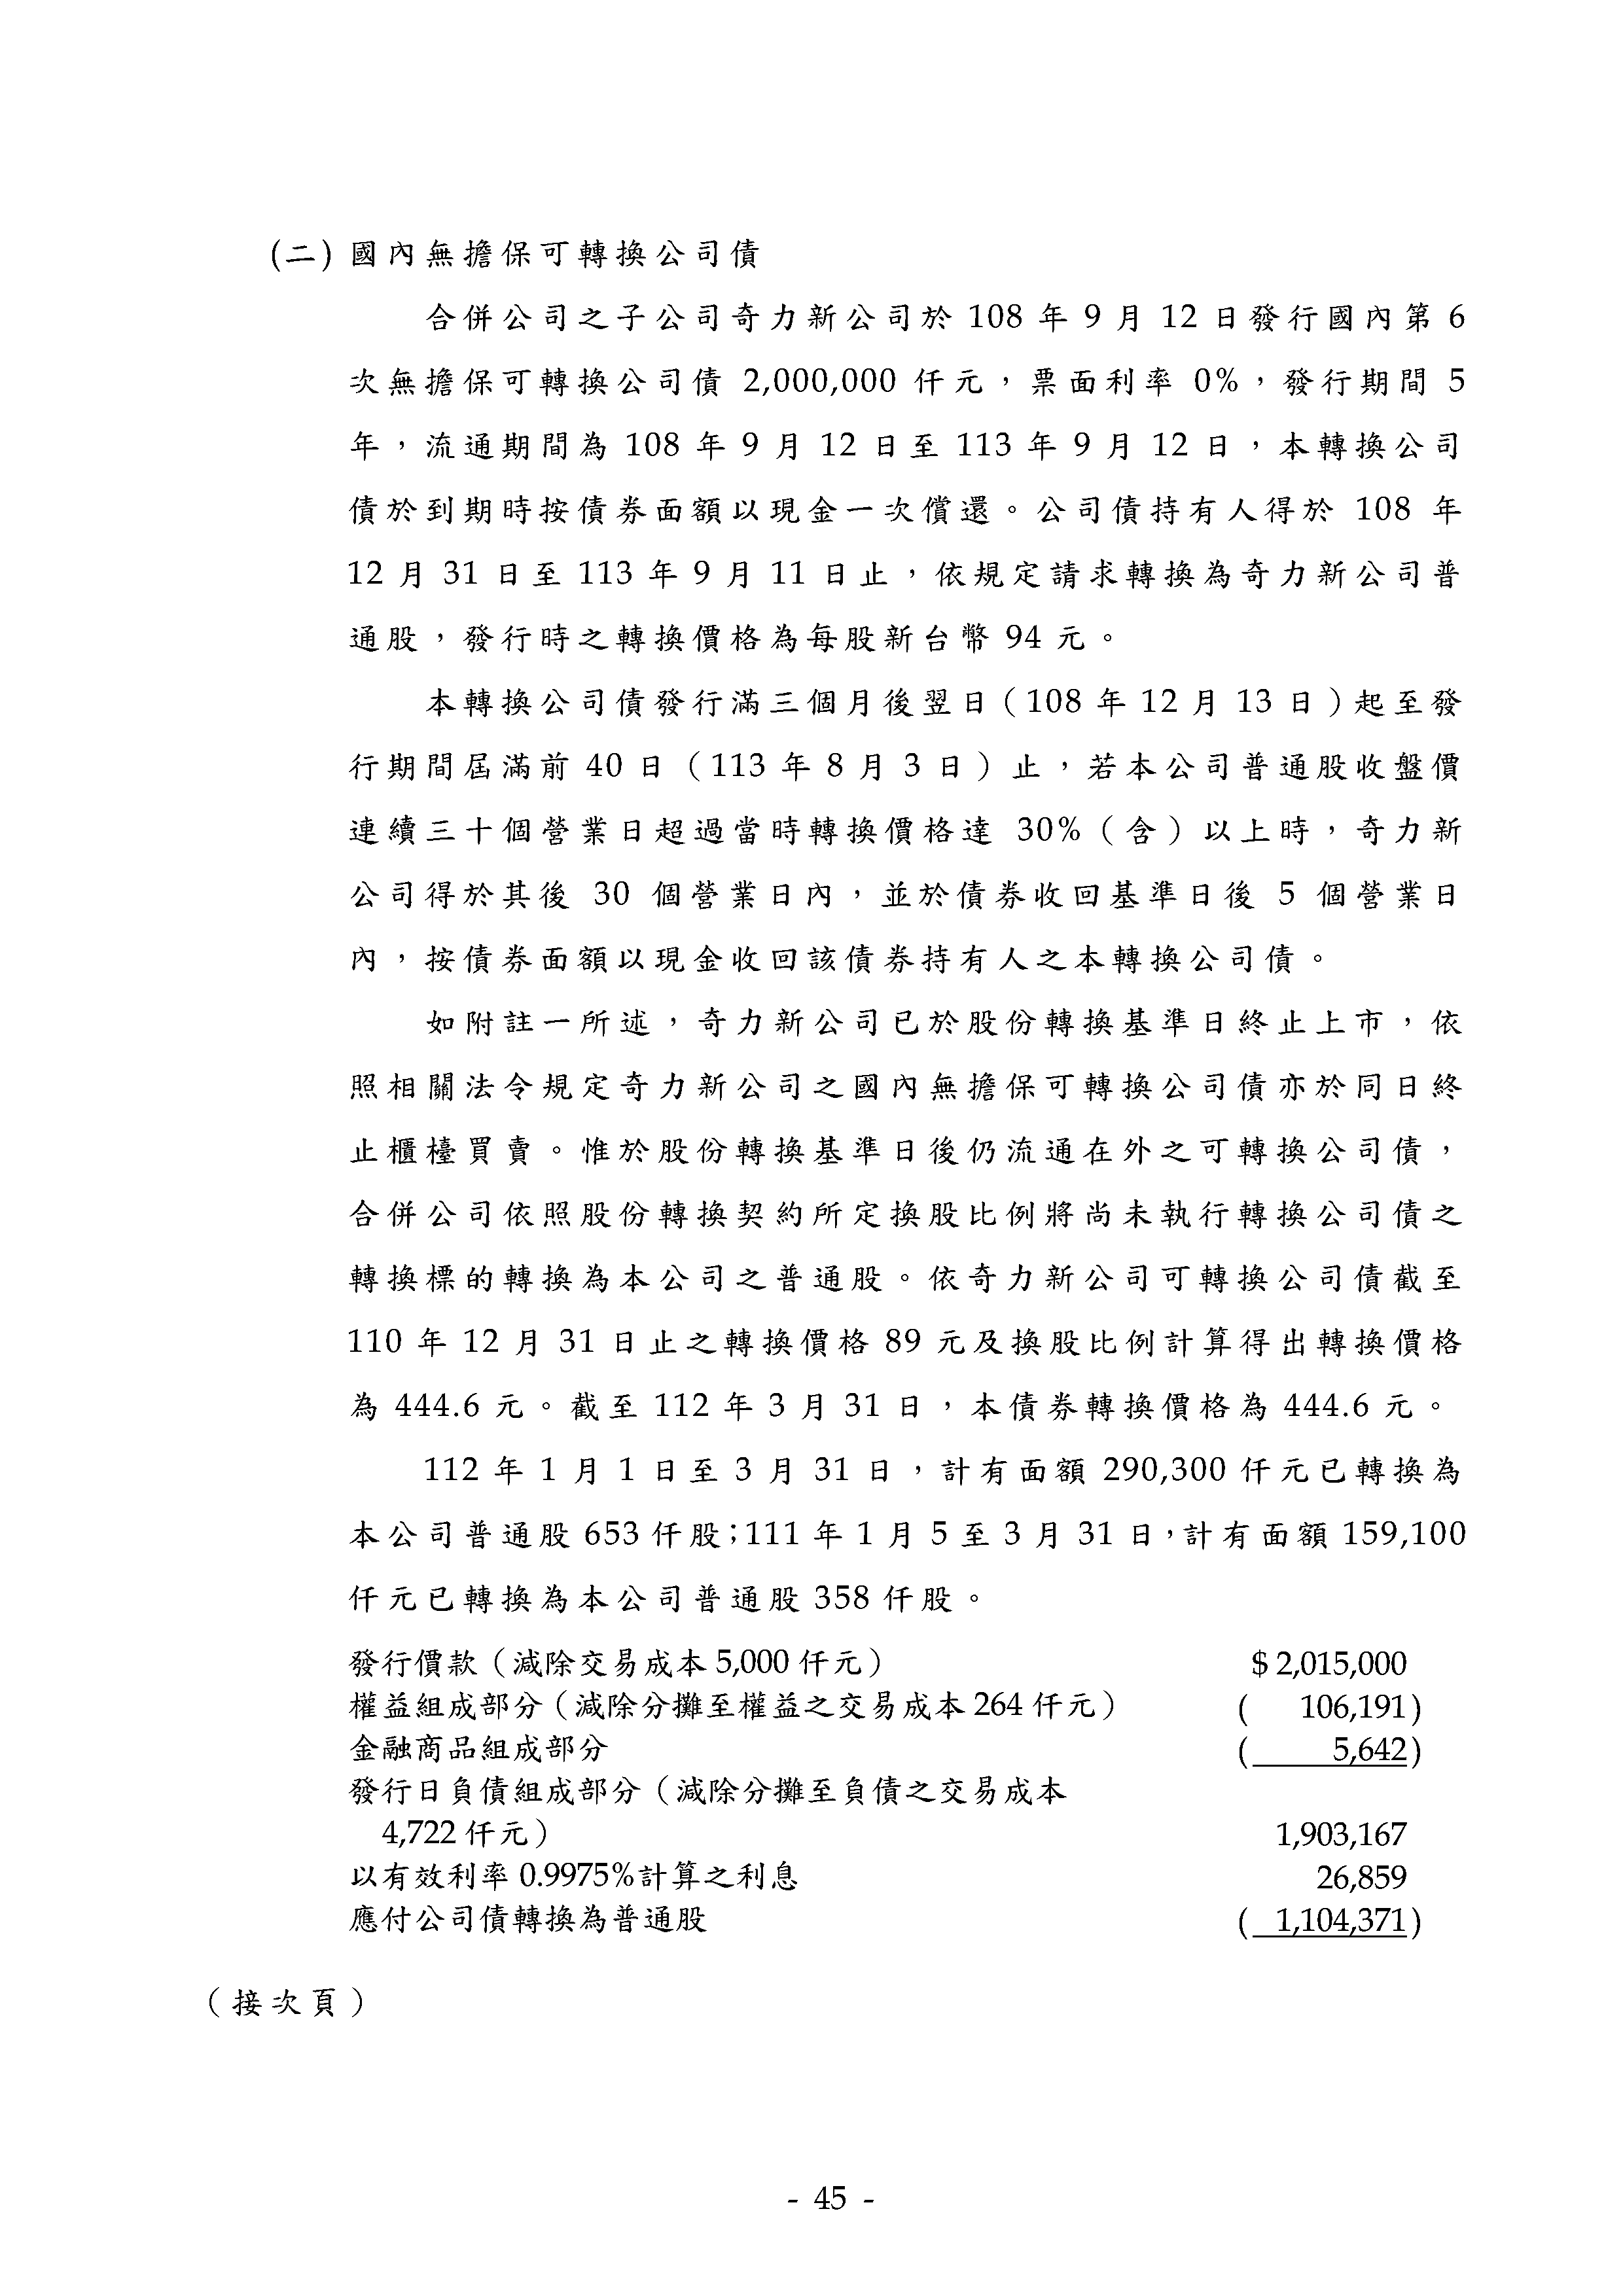 (二) 國內無擔保可轉換公司債
合併公司之子公司奇力新公司於 108 年 9 月 12 日發行國內第 6
次無擔保可轉換公司債 2,000,000 仟元，票面利率 0%，發行期間 5
年，流通期間為 108 年 9 月 12 日至 113 年 9 月 12 日，本轉換公司
債於到期時按債券面額以現金一次償還。公司債持有人得於 108 年
12 月 31 日至 113 年 9 月 11 日止，依規定請求轉換為奇力新公司普
通股，發行時之轉換價格為每股新台幣 94 元。
本轉換公司債發行滿三個月後翌日（108 年 12 月 13 日）起至發
行期間屆滿前 40 日（113 年 8 月 3 日）止，若本公司普通股收盤價
連續三十個營業日超過當時轉換價格達 30%（含）以上時，奇力新
公司得於其後 30 個營業日內，並於債券收回基準日後 5 個營業日
內，按債券面額以現金收回該債券持有人之本轉換公司債。
如附註一所述，奇力新公司已於股份轉換基準日終止上市，依
照相關法令規定奇力新公司之國內無擔保可轉換公司債亦於同日終
止櫃檯買賣。惟於股份轉換基準日後仍流通在外之可轉換公司債，
合併公司依照股份轉換契約所定換股比例將尚未執行轉換公司債之
轉換標的轉換為本公司之普通股。依奇力新公司可轉換公司債截至
110 年 12 月 31 日止之轉換價格 89 元及換股比例計算得出轉換價格
為 444.6 元。截至 112 年 3 月 31 日，本債券轉換價格為 444.6 元。
112 年 1 月 1 日至 3 月 31 日，計有面額 290,300 仟元已轉換為
本公司普通股 653 仟股；111 年 1 月 5 至 3 月 31 日，計有面額 159,100
仟元已轉換為本公司普通股 358 仟股。
發行價款（減除交易成本 5,000 仟元） $ 2,015,000
權益組成部分（減除分攤至權益之交易成本 264 仟元） ( 106,191)
金融商品組成部分 ( 5,642)
發行日負債組成部分（減除分攤至負債之交易成本
4,722 仟元） 1,903,167
以有效利率 0.9975%計算之利息 26,859
應付公司債轉換為普通股 ( 1,104,371)
（接次頁）
- 45 -